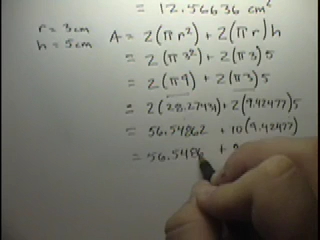 = 12.56636 cm²
r = 3cm
h = 5cm
A = 2(πr²) + 2(πr)h
= 2(π3²) + 2(π3)5
= 2(π9) + 2(π3)5
= 2(28.27431) + 2(9.42477)5
= 56.54862 + 10(9.42477)
= 56.5486 +